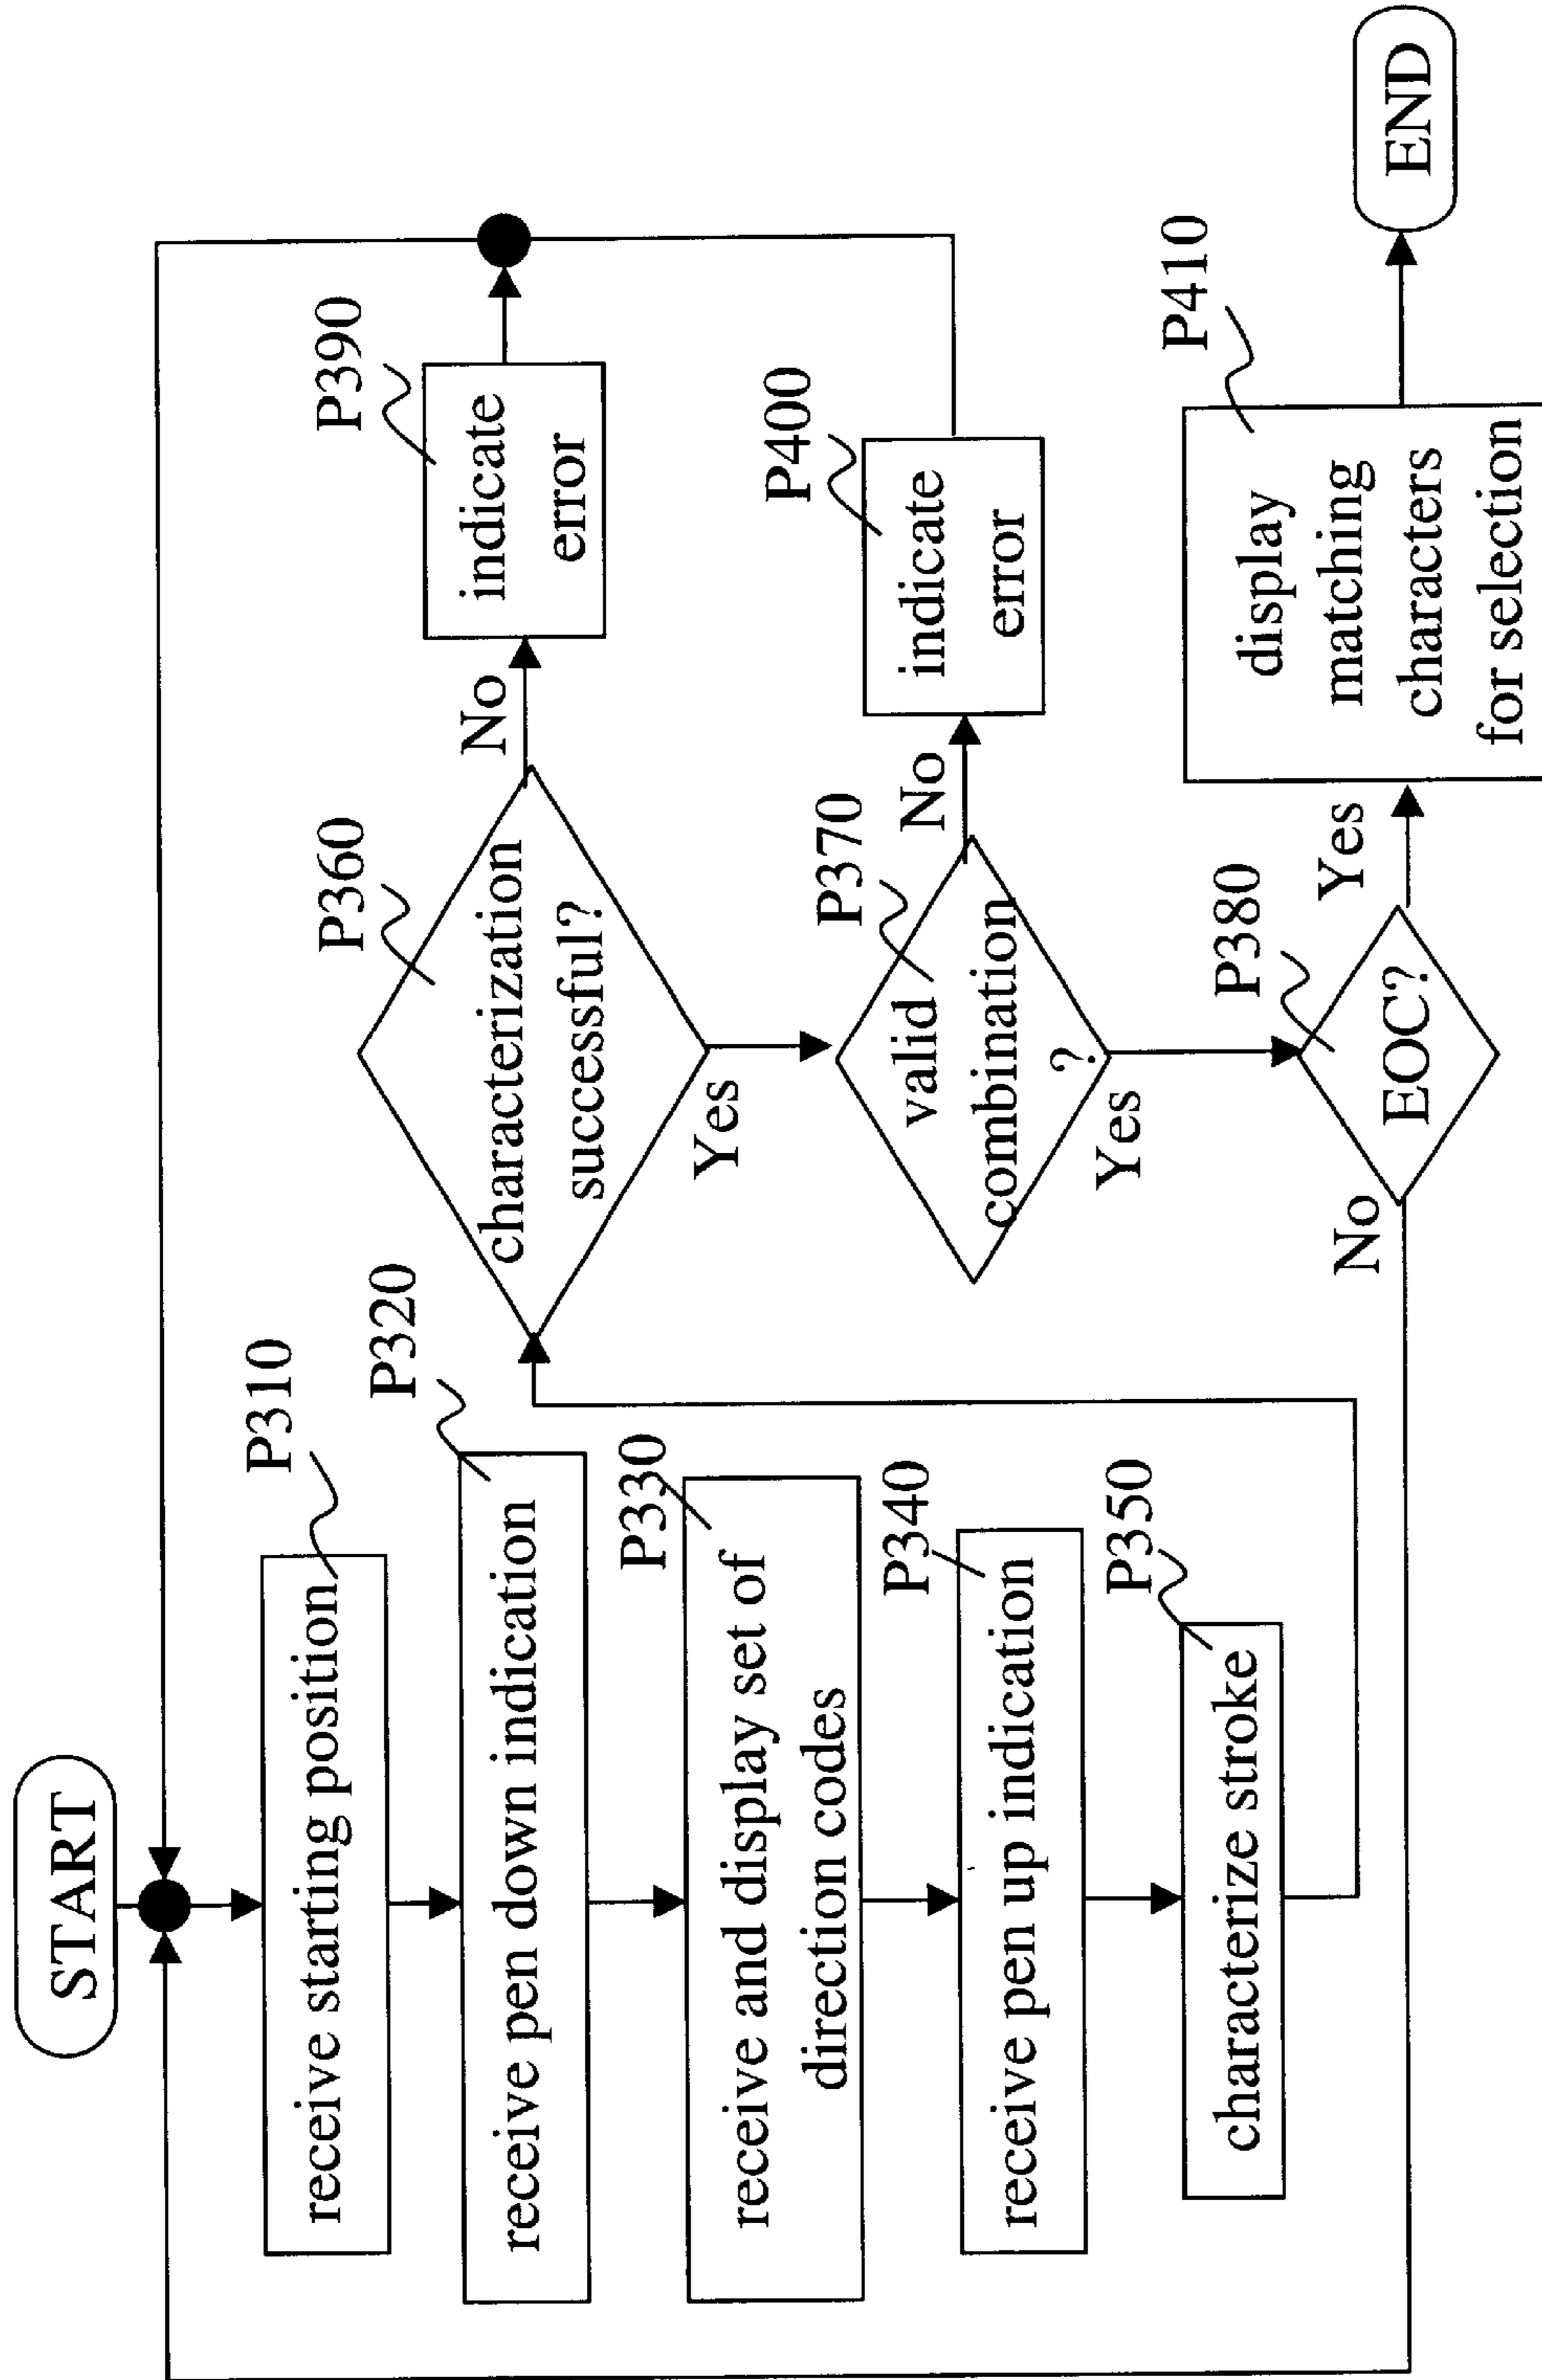 START
P310
receive starting position
P320
receive pen down indication
P330
receive and display set of
direction codes
P340
receive pen up indication
P350
characterize stroke
P360
characterization
successful?
No
P390
indicate
error
Yes
P370
valid
combination
?
No
P400
indicate
error
Yes
P380
EOC?
No
Yes
P410
display
matching
characters
for selection
END